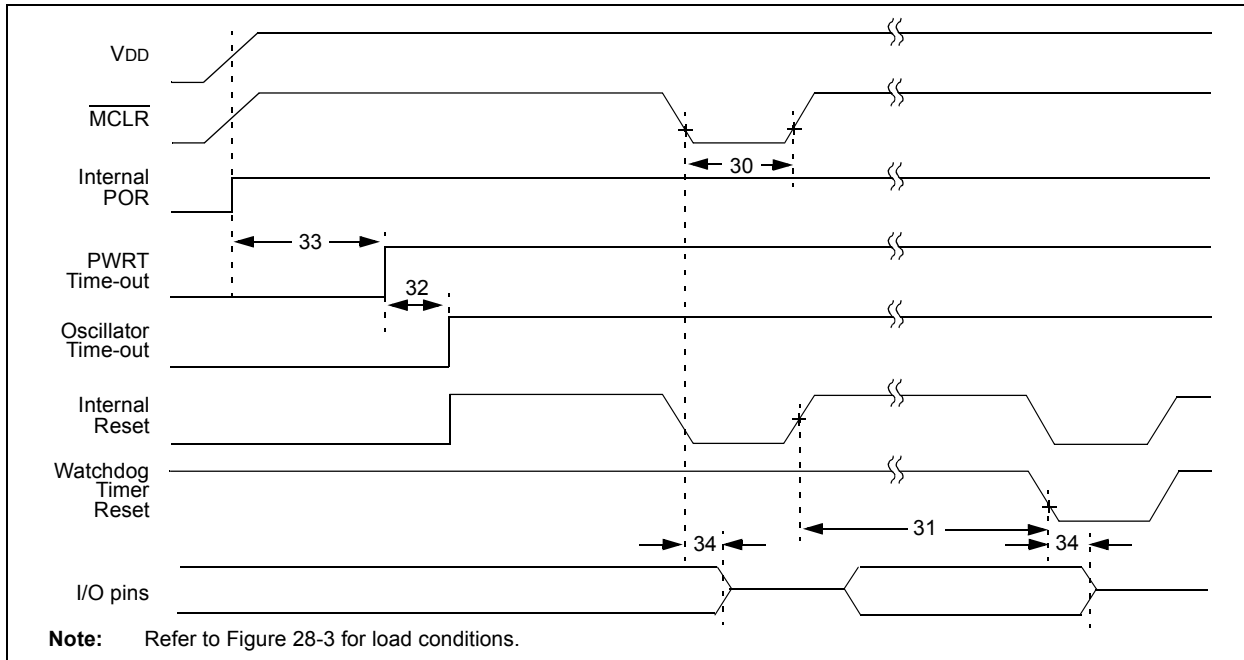 VDD
MCLR
30
Internal
POR
33
PWRT
Time-out
32
Oscillator
Time-out
Internal
Reset
Watchdog
Timer
Reset
31
34
34
I/O pins
Note: Refer to Figure 28-3 for load conditions.